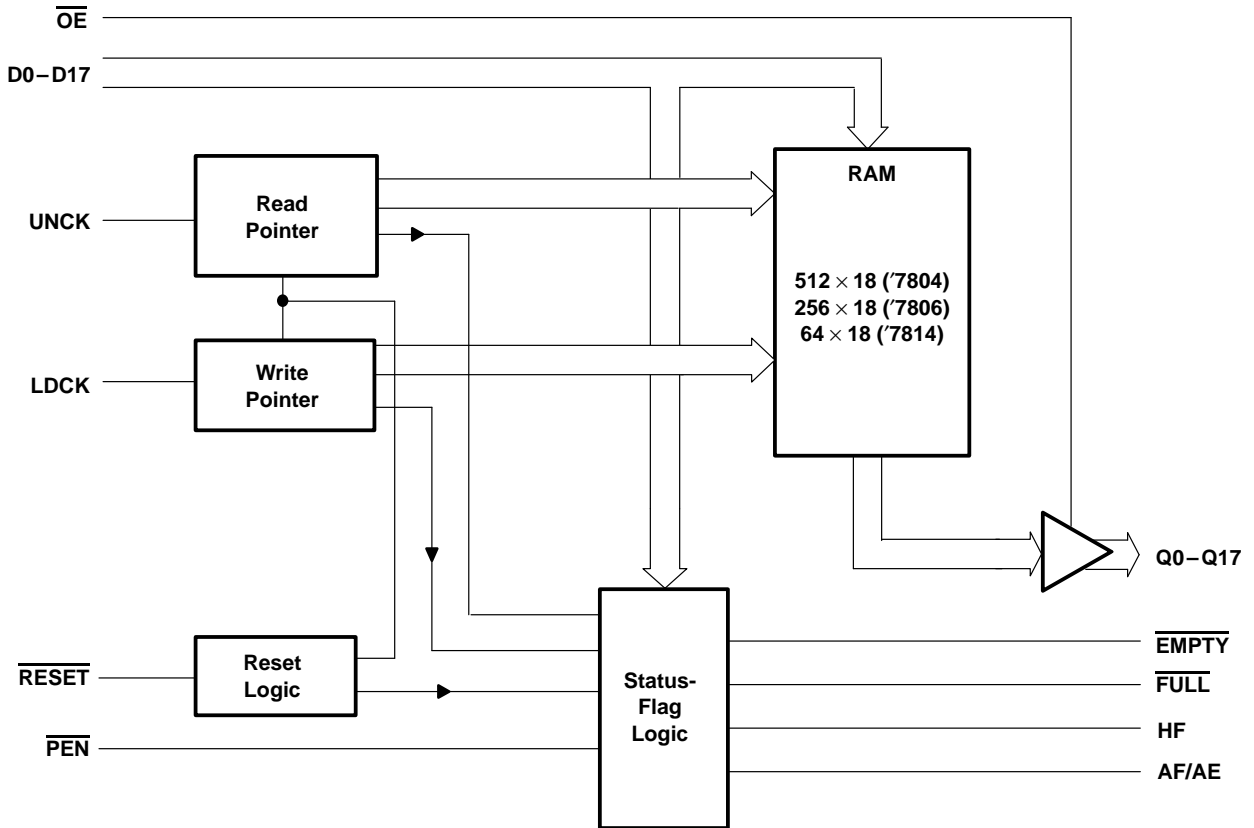 OE
D0–D17
RAM
Read
Pointer
UNCK
512 × 18 (′7804)
256 × 18 (′7806)
64 × 18 (′7814)
Write
Pointer
LDCK
Q0–Q17
Reset
Logic
RESET
Status-
Flag
Logic
EMPTY
FULL
HF
PEN
AF/AE